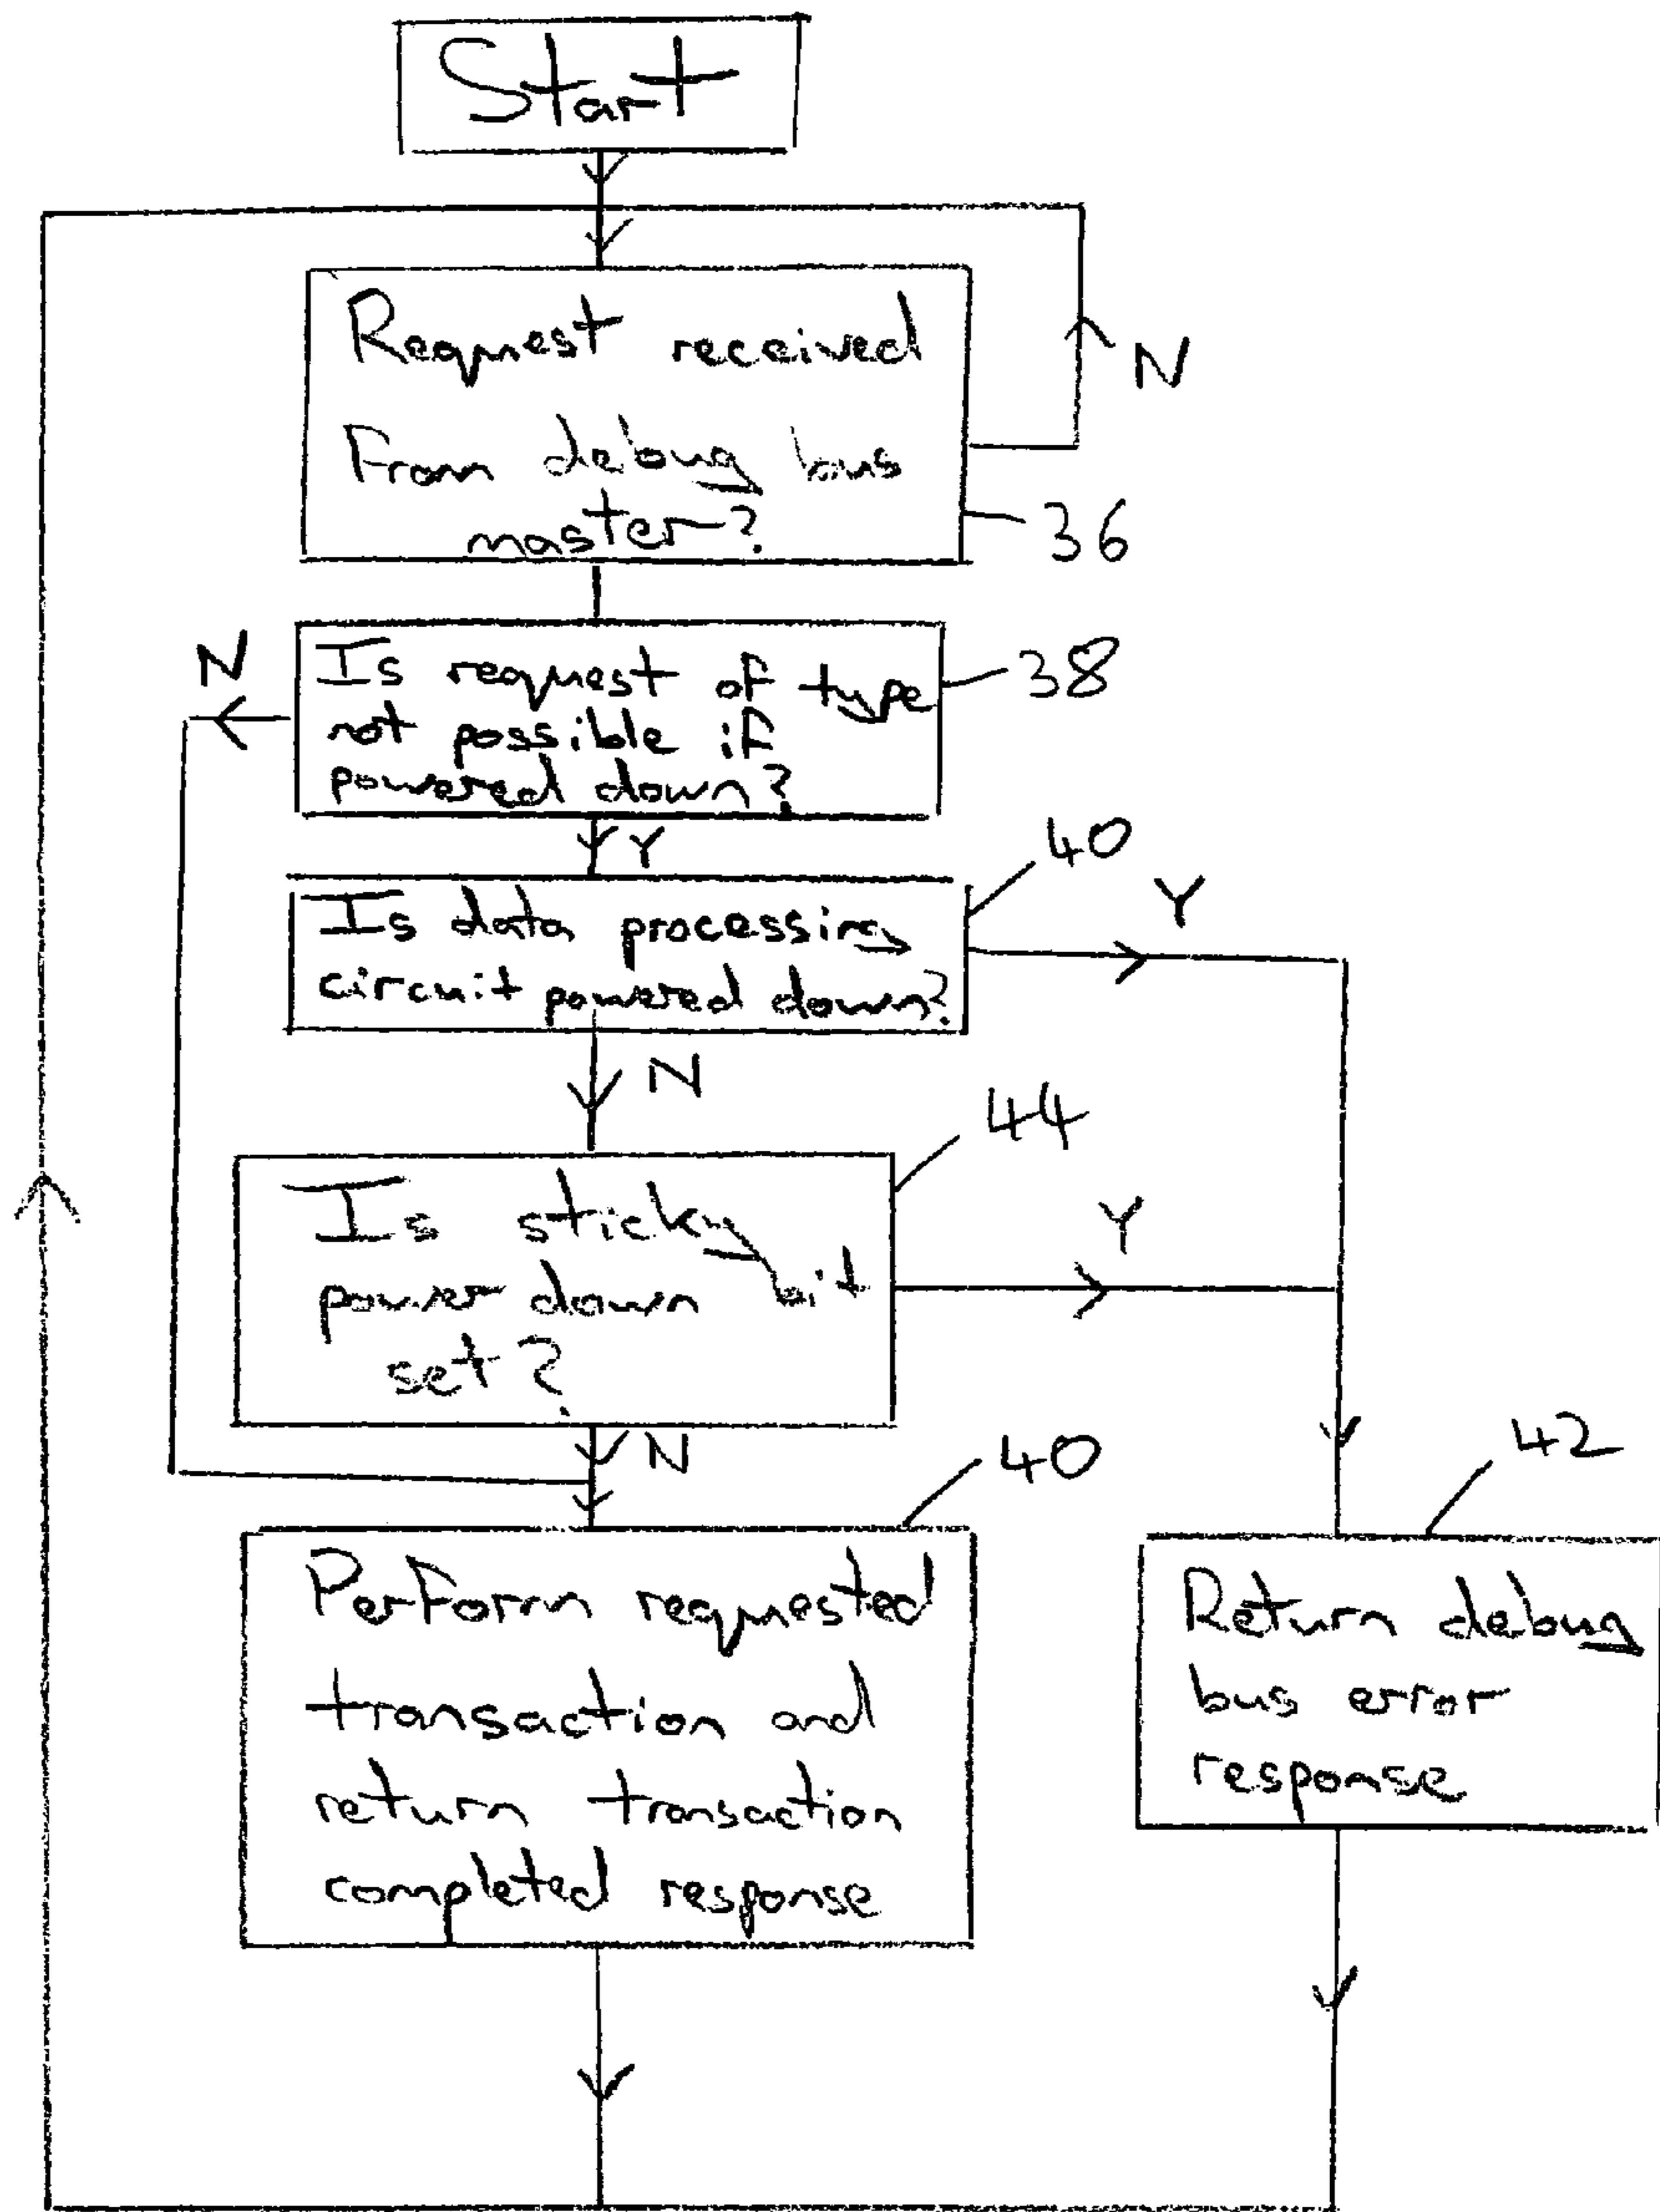 Start
Request received
From debug bus
master?
N
36
N
Is request of type
not possible if
powered down?
38
Y
40
Is data processing
circuit powered down?
Y
N
44
Is sticky
power down bit
set?
Y
N
40
42
Perform requested
transaction and
return transaction
completed response
Return debug
bus error
response